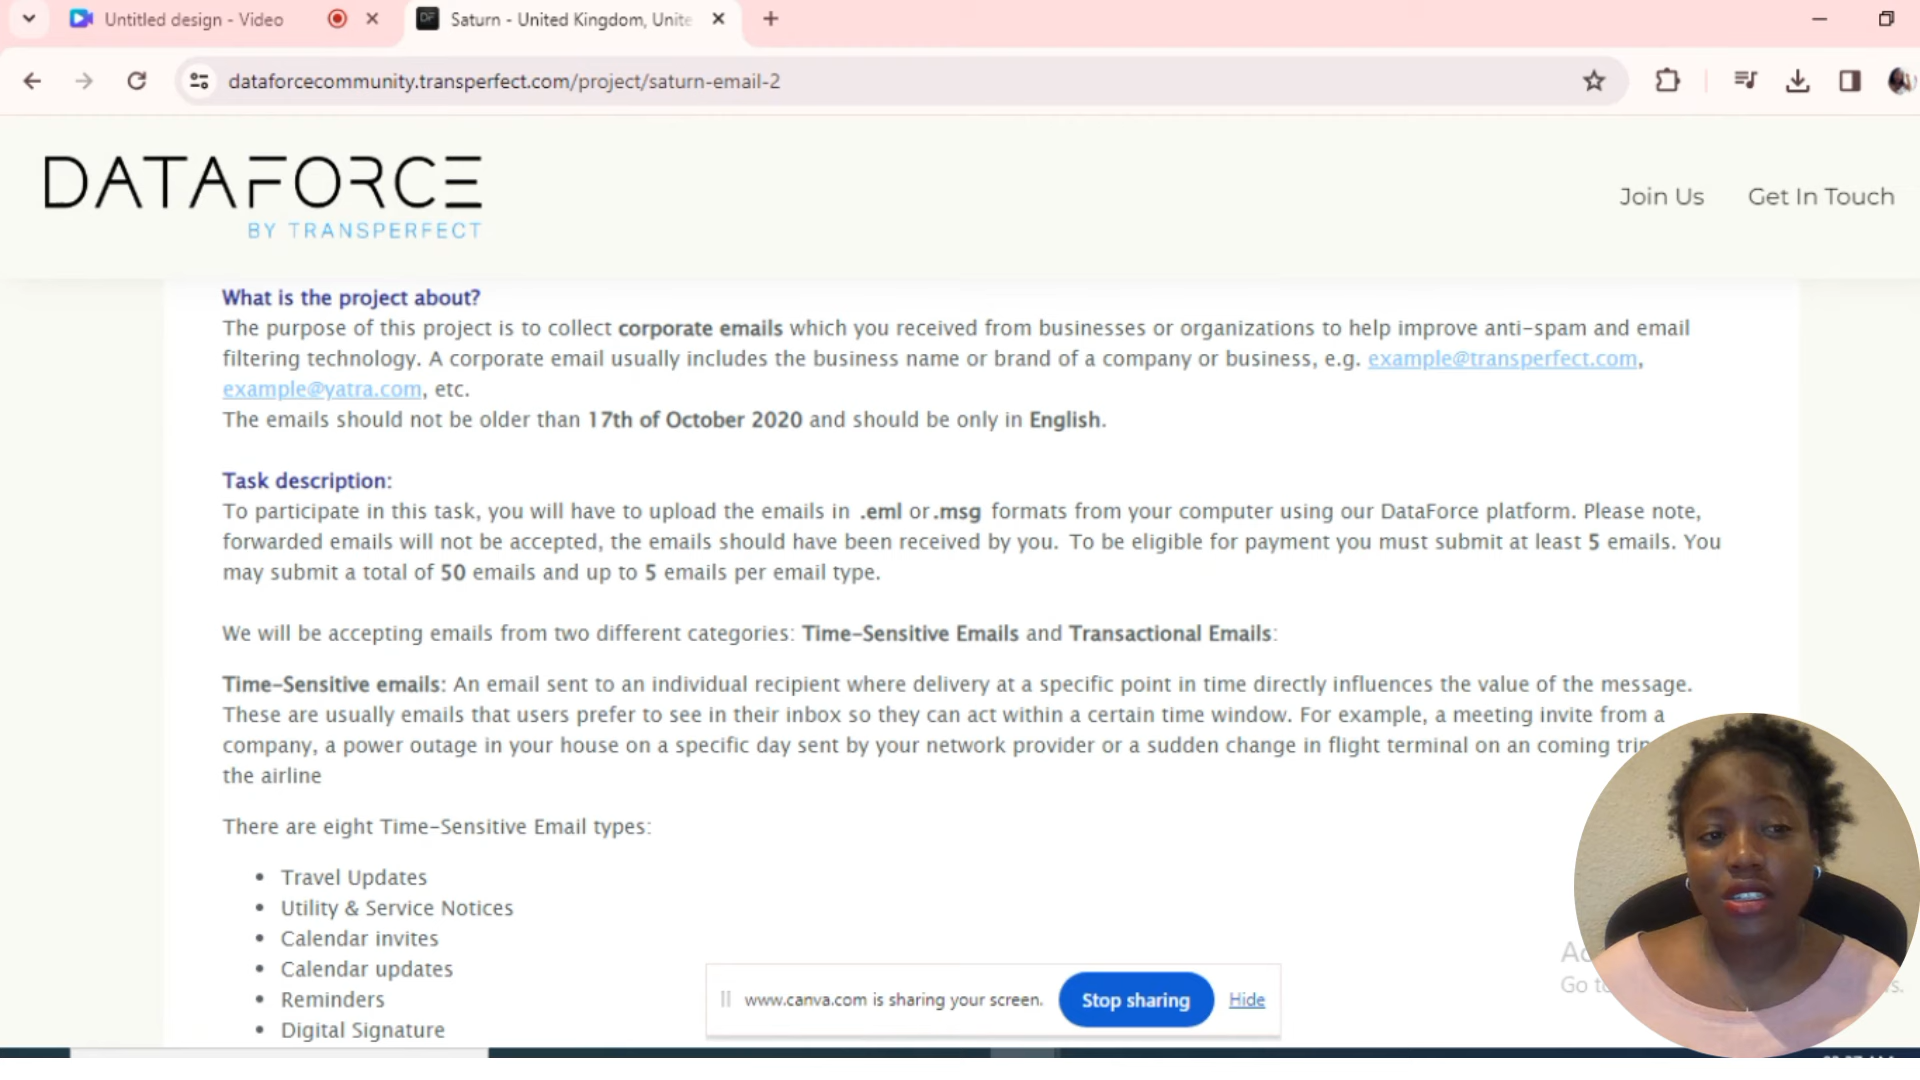 Untitled design - Video
Saturn - United Kingdom, Unite
dataforcecommunity.transperfect.com/project/saturn-email-2
DATAFORCE
BY TRANSPERFECT
Join Us
Get In Touch
What is the project about?
The purpose of this project is to collect corporate emails which you received from businesses or organizations to help improve anti-spam and email
filtering technology. A corporate email usually includes the business name or brand of a company or business, e.g. example@transperfect.com,
example@yatra.com, etc.
The emails should not be older than 17th of October 2020 and should be only in English.
Task description:
To participate in this task, you will have to upload the emails in .eml or .msg formats from your computer using our DataForce platform. Please note,
forwarded emails will not be accepted, the emails should have been received by you. To be eligible for payment you must submit at least 5 emails. You
may submit a total of 50 emails and up to 5 emails per email type.
We will be accepting emails from two different categories: Time-Sensitive Emails and Transactional Emails:
Time-Sensitive emails: An email sent to an individual recipient where delivery at a specific point in time directly influences the value of the message.
These are usually emails that users prefer to see in their inbox so they can act within a certain time window. For example, a meeting invite from a
company, a power outage in your house on a specific day sent by your network provider or a sudden change in flight terminal on an coming trip
the airline
There are eight Time-Sensitive Email types:
• Travel Updates
• Utility & Service Notices
• Calendar invites
• Calendar updates
• Reminders
• Digital Signature
www.canva.com is sharing your screen.
Stop sharing
Hide
Go to